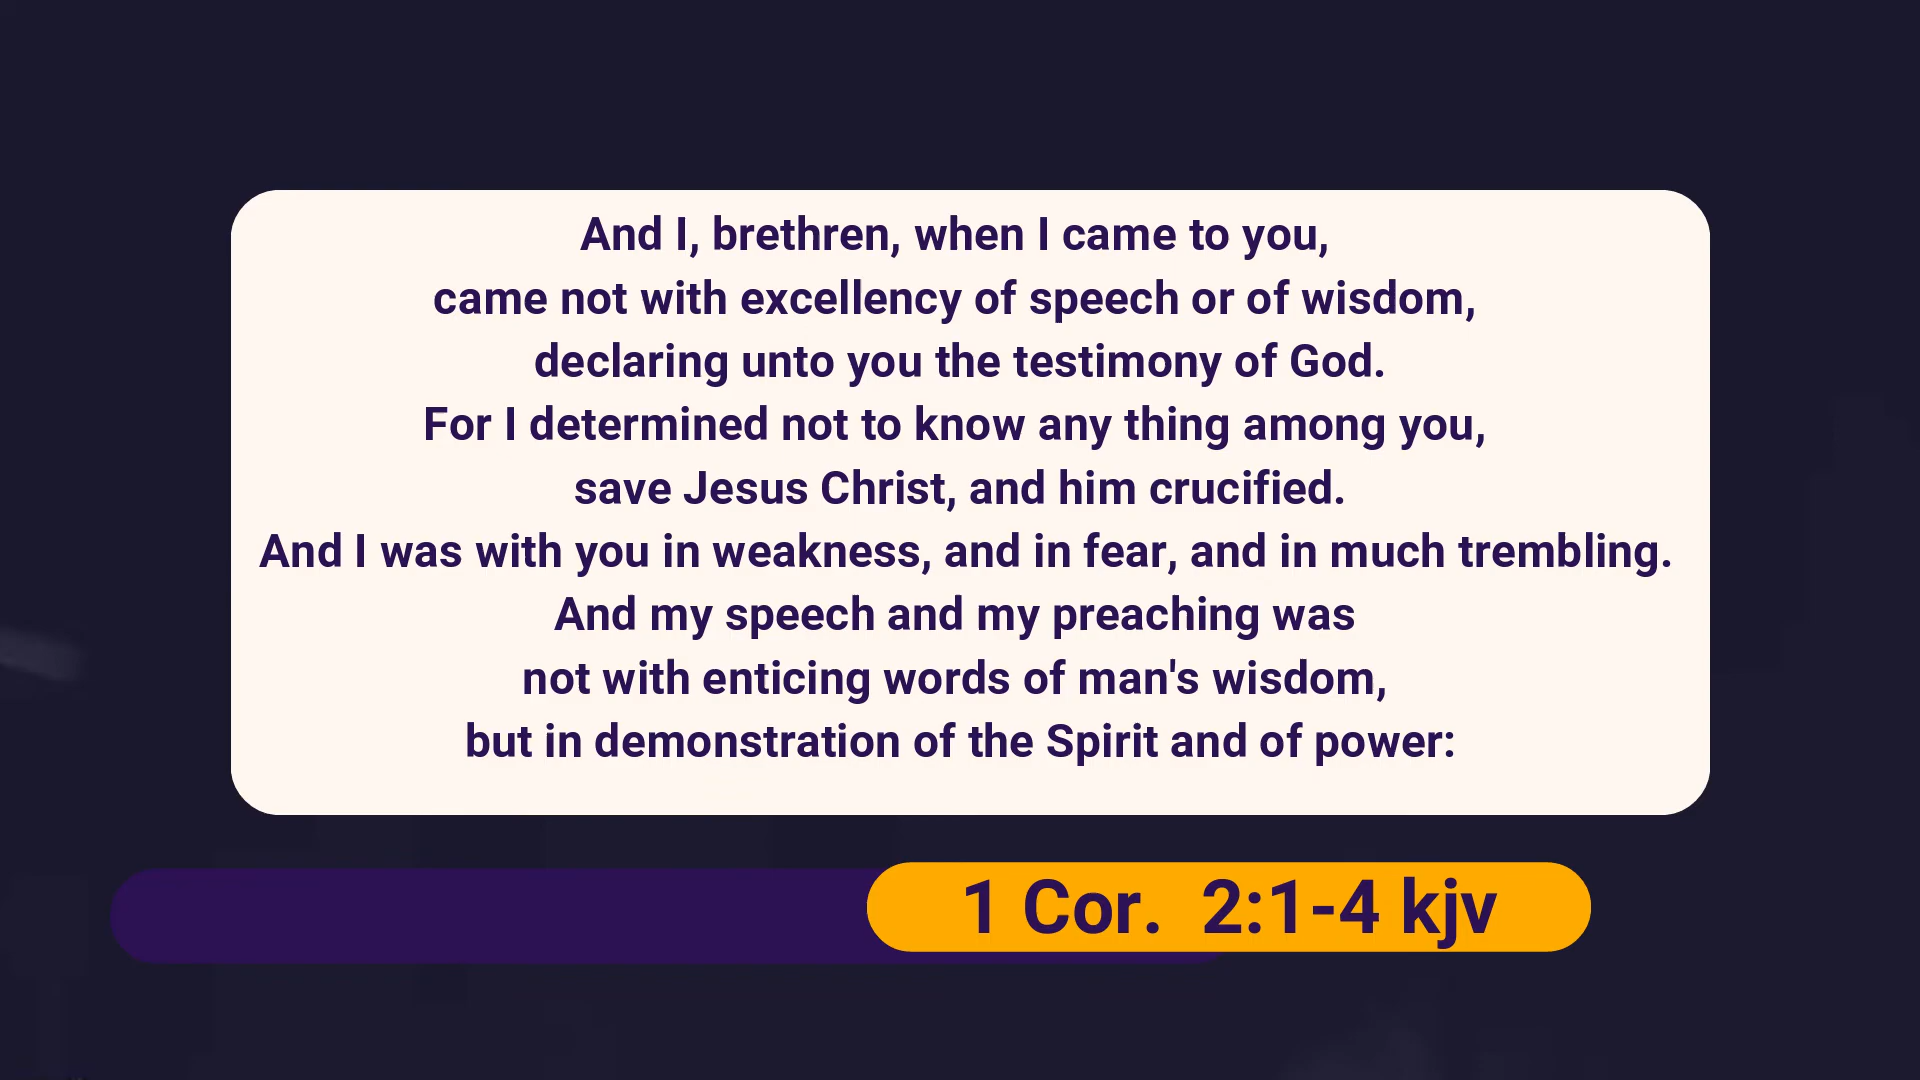 And I, brethren, when I came to you,
came not with excellency of speech or of wisdom,
declaring unto you the testimony of God.
For I determined not to know any thing among you,
save Jesus Christ, and him crucified.
And I was with you in weakness, and in fear, and in much trembling.
And my speech and my preaching was
not with enticing words of man's wisdom,
but in demonstration of the Spirit and of power:
1 Cor.  2:1-4 kjv